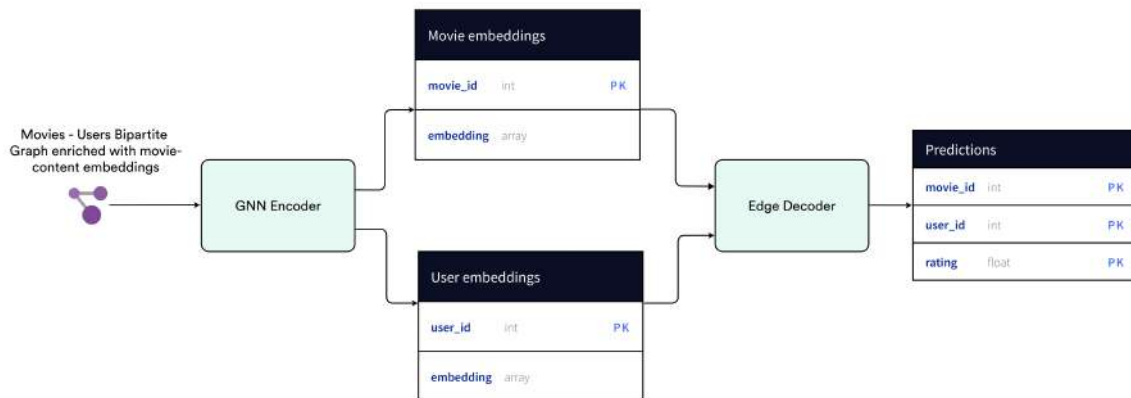 Movies - Users Bipartite
Graph enriched with movie-
content embeddings
GNN Encoder
Movie embeddings
movie_id int PK
embedding array
User embeddings
user_id int PK
embedding array
Edge Decoder
Predictions
movie_id int PK
user_id int PK
rating float PK